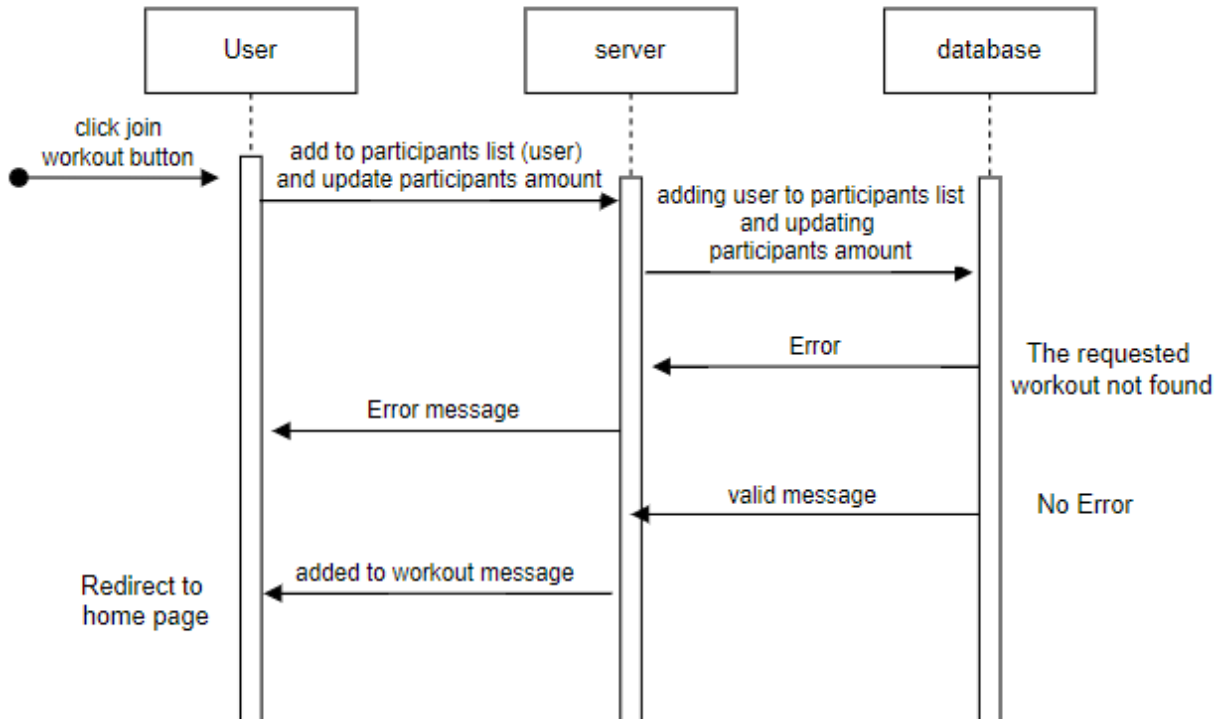 User
server
database
click join
workout button
add to participants list (user)
and update participants amount
adding user to participants list
and updating
participants amount
Error
The requested
workout not found
Error message
valid message
No Error
added to workout message
Redirect to
home page